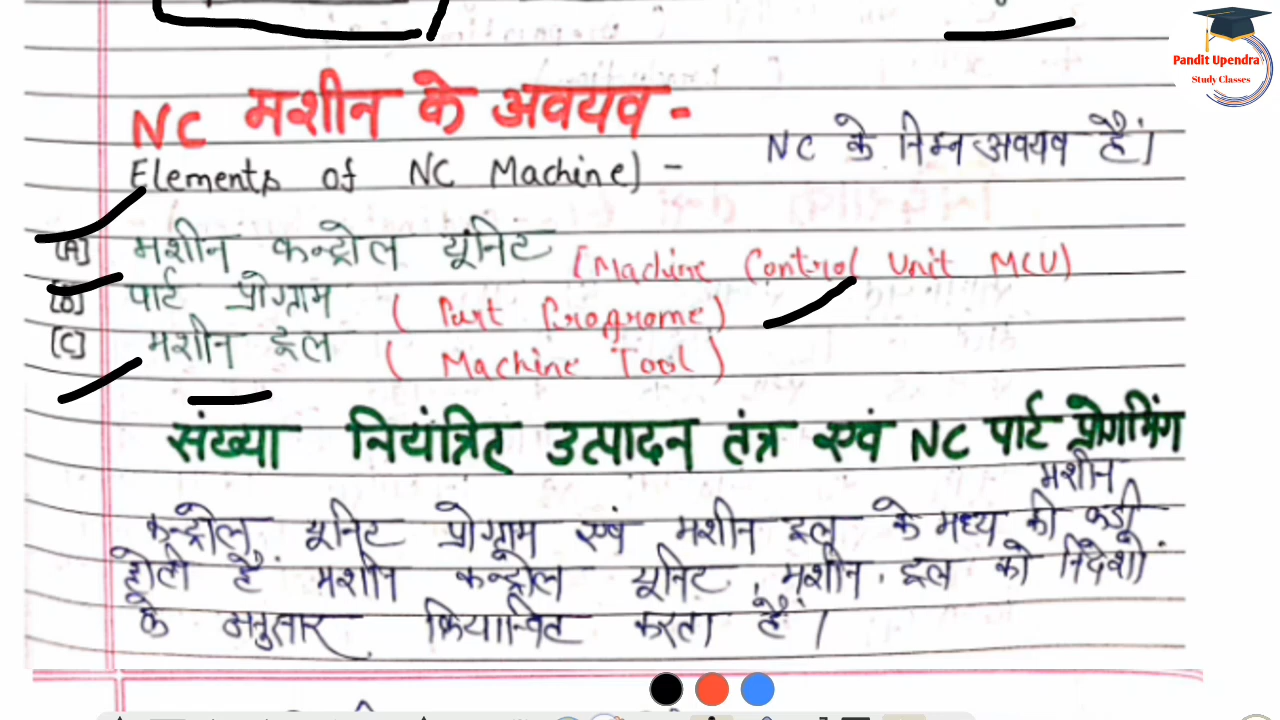 Pandit Upendra
Study Classes
NC मशीन के अवयव -
NC के निम्न अवयव हैं।
Elements of NC Machine) -
[A] मशीन कन्ट्रोल यूनिट (Machine Control Unit MCU)
[B] पार्ट प्रोग्राम ( Part Programe)
[C] मशीन टूल ( Machine Tool )
संख्या नियंत्रित उत्पादन तंत्र एवं NC पार्ट प्रोग्रामिंग
मशीन
कन्ट्रोल यूनिट प्रोग्राम एवं मशीन टूल के मध्य की कड़ी
होती है. मशीन कन्ट्रोल यूनिट, मशीन टूल को निर्देशों
के अनुसार क्रियान्वित करता है।